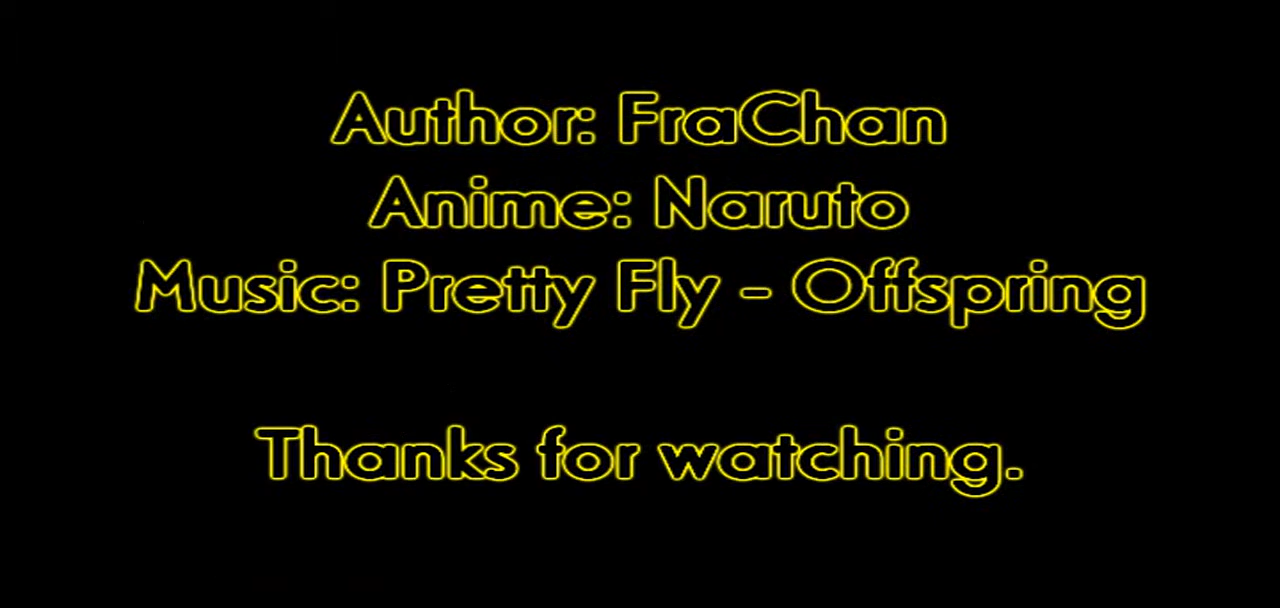 Author: FraChan
Anime: Naruto
Music: Pretty Fly - Offspring
Thanks for watching.